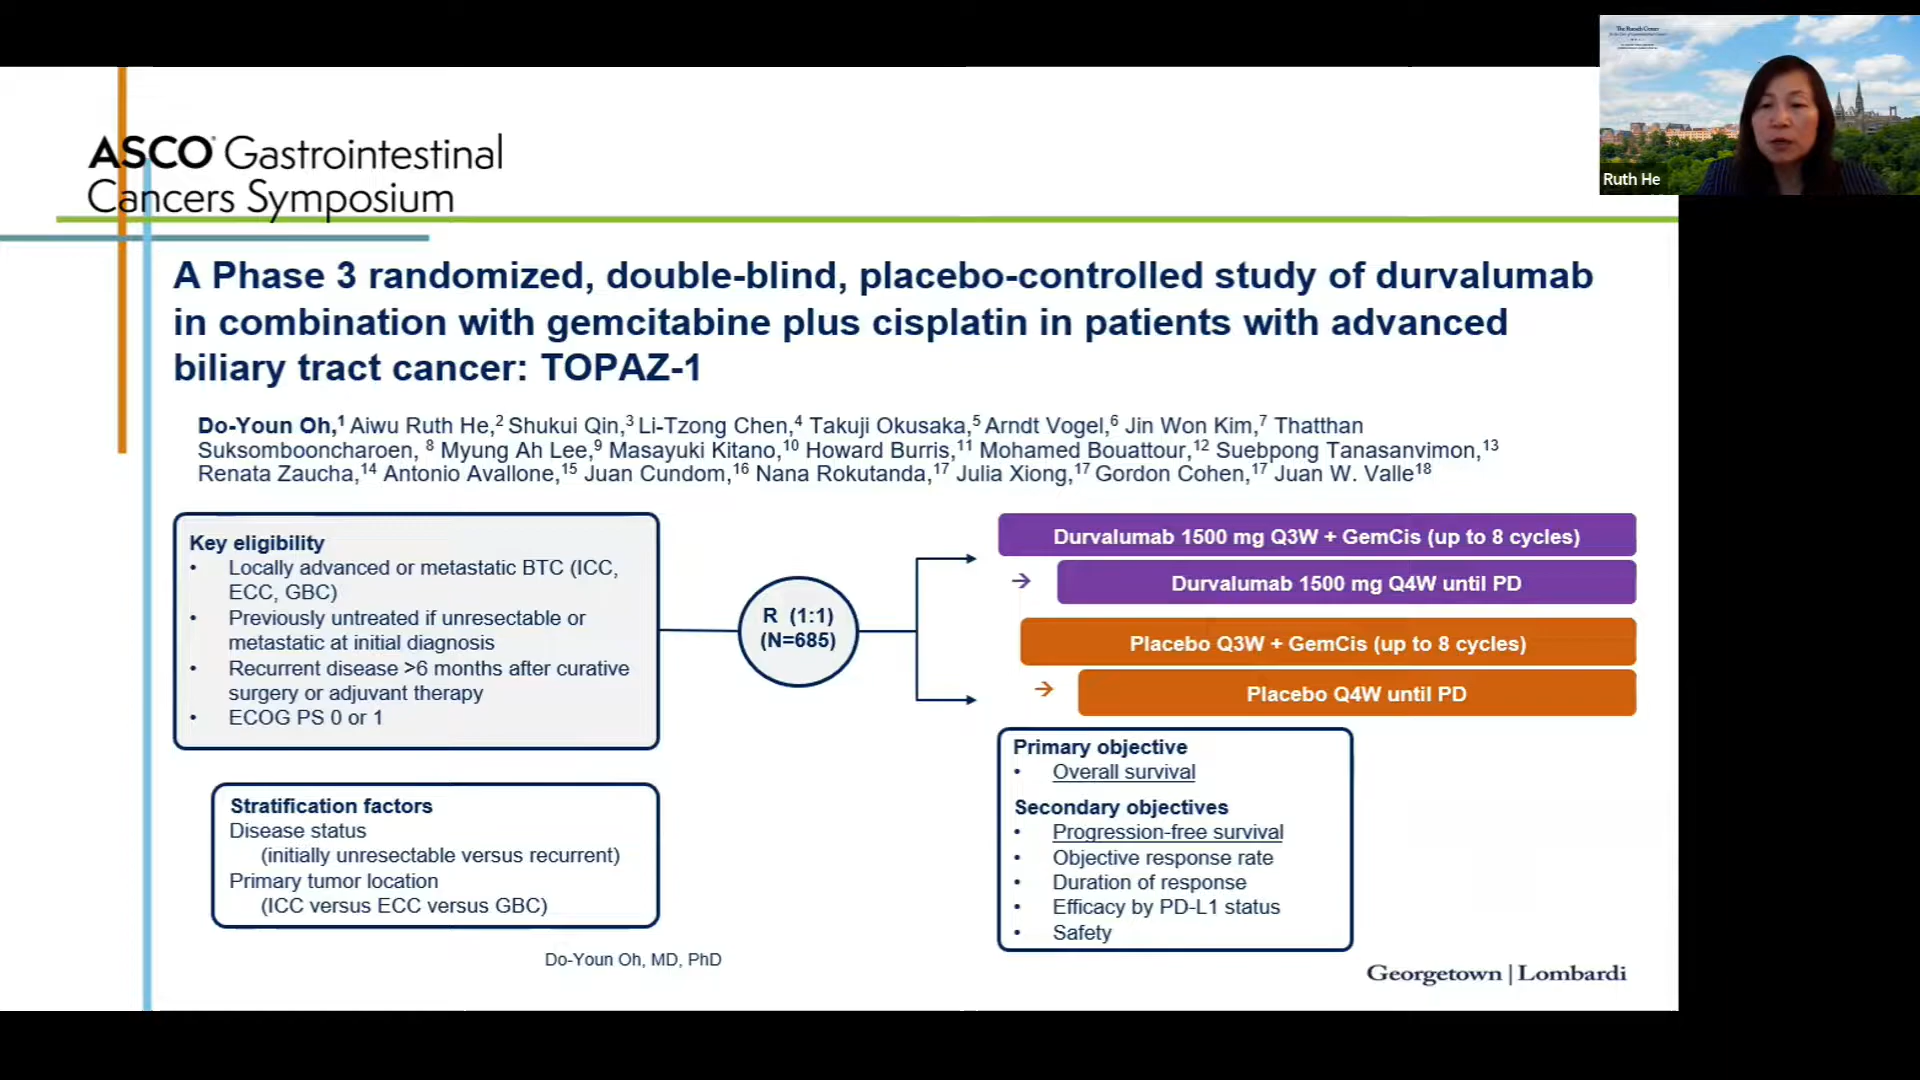 ASCO Gastrointestinal
Cancers Symposium
Ruth He
A Phase 3 randomized, double-blind, placebo-controlled study of durvalumab
in combination with gemcitabine plus cisplatin in patients with advanced
biliary tract cancer: TOPAZ-1
Do-Youn Oh,1 Aiwu Ruth He,2 Shukui Qin,3 Li-Tzong Chen,4 Takuji Okusaka,5 Arndt Vogel,6 Jin Won Kim,7 Thatthan
Suksombooncharoen, 8 Myung Ah Lee,9 Masayuki Kitano,10 Howard Burris,11 Mohamed Bouattour,12 Suebpong Tanasanvimon,13
Renata Zaucha,14 Antonio Avallone,15 Juan Cundom,16 Nana Rokutanda,17 Julia Xiong,17 Gordon Cohen,17 Juan W. Valle18
Key eligibility
• Locally advanced or metastatic BTC (ICC,
ECC, GBC)
• Previously untreated if unresectable or
metastatic at initial diagnosis
• Recurrent disease >6 months after curative
surgery or adjuvant therapy
• ECOG PS 0 or 1
R (1:1)
(N=685)
Durvalumab 1500 mg Q3W + GemCis (up to 8 cycles)
→ Durvalumab 1500 mg Q4W until PD
Placebo Q3W + GemCis (up to 8 cycles)
→ Placebo Q4W until PD
Stratification factors
Disease status
(initially unresectable versus recurrent)
Primary tumor location
(ICC versus ECC versus GBC)
Primary objective
• Overall survival
Secondary objectives
• Progression-free survival
• Objective response rate
• Duration of response
• Efficacy by PD-L1 status
• Safety
Do-Youn Oh, MD, PhD
Georgetown | Lombardi